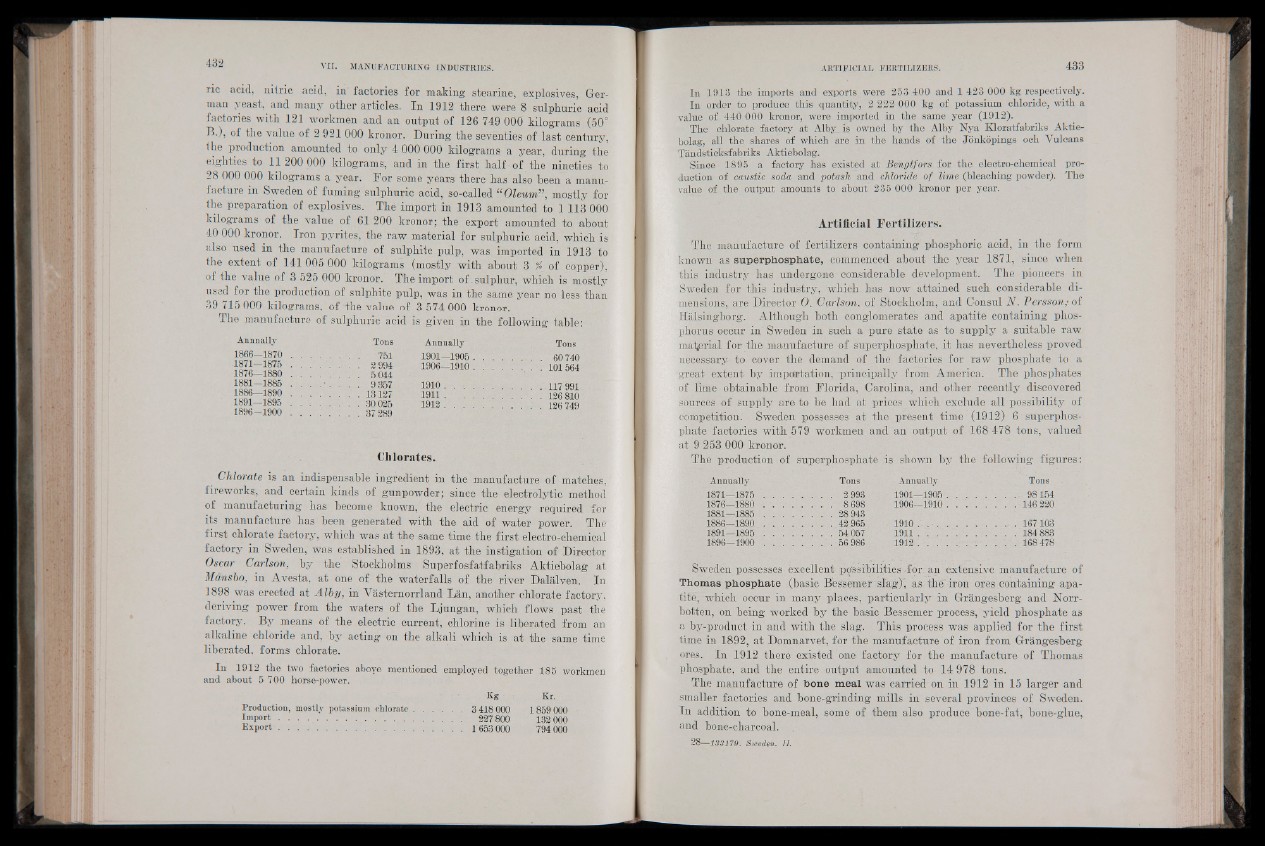 432
VII. MANUFACTURING INDUSTRIES.
ric acid, nitric acid, in factories for making stearine, explosives, Ger-
man yeast, and many other articles. In 1912 there were 8 sulphuric acid
factories with 121 workmen and an output of 126 749 000 kilograms (50°
B.), of the value of 2 921 000 kronor. During the seventies of last century,
the production amounted to only 4 000 000 kilograms a year, during the
eighties to 11 200 000 kilograms, and in the first half of the nineties to
28 000 000 kilograms a year. For some years there has also been a manu-
facture in Sweden of fuming sulphuric acid, so-called “Oleum”, mostly for
the preparation of explosives. The import in 1913 amounted to 1 113 000
kilograms of the value of 61 200 kronor; the export amounted to about
40 000 kronor. Iron pyrites, the raw material for sulphuric acid, which is
also used in the manufacture of sulphite pulp, was imported in 1913 to
the extent of 141 005 000 kilograms (mostly with about 3 % of copper),
of the value of 3 525 000 kronor. The import of sulphur, which is mostly
used for the production of sulphite pulp, was in the same year no less than
39 715 000 kilograms, of the value of 3 574 000 kronor.
The manufacture of sulphuric acid is given in the following table:
Annually Tons Annually Tons
1866—1870 . . . . . . . 751 1901—1905 . . . . . . . . 60 740
1871—1875 . . . . . . . 2 994 1906—1910 . . . . . . . . 101 564
1876—1880 . . . . . . . 5 044
1881—1885 . . . . . . . 9 357 1910 . . . . . . . . . . 117 991
1886—1890 . . . . . . . 13 127 1911 . . . . . . . . . . 126 810
1891—1895 . . . . . . . 30 025 1912 . . . . . . . . . . 126 749
1896—1900 . . . . . . . 37 289
Chlorates.
Chlorate is an indispensable ingredient in the manufacture of matches,
fireworks, and certain kinds of gunpowder; since the electrolytic method
of manufacturing has become known, the electric energy required for
its manufacture has been generated with the aid of water power. The
first chlorate factory, which was at the same time the first electro-chemical
factory in Sweden, was established in 1893, at the instigation of Director
Oscar Carlson, by the Stockholms Superfosfatfabriks Aktiebolag at
Månsbo, in Avesta, at one of the waterfalls of the river Dalälven. In
1898 was erected at Alby, in Västernorrland Län, another chlorate factory,
deriving power from the waters of the Ljungan, which flows past the
factory. By means of the electric current, chlorine is liberated from an
alkaline chloride and, by acting on the alkali which is at the same time
liberated, forms chlorate.
In 1912 the two factories above mentioned employed together 185 workmen
and about 5 700 horse-power.
Kg Kr.
Production, mostly potassium chlorate . . . . . . 3 418 000 1 859 000
Import . . . . . . . . . . . . . . . . . . . 227 800 132 000
Export . . . . . . . . . . . . . . . . . . . 1 653 000 794 000
ARTIFICIAL FERTILIZERS. 433
In 1913 the imports and exports were 253 400 and 1 423 000 kg respectively.
In order to produce this quantity, 2 222 000 kg of potassium chloride, with a
value of 440 000 kronor, were imported in the same year (1912).
The chlorate factory at Alby is owned by the Alby Nya Kloratfabriks Aktie-
bolag, all the shares of which are in the hands of the Jönköpings och Vulcans
Tändsticksfabriks Aktiebolag.
Since 1895 a factory has existed at Bengtfors for the electro-chemical pro-
duction of caustic soda and potash and chloride of lime (bleaching powder). The
value of the output amounts to about 235 000 kronor per year.
Artificial Fertilizers.
The manufacture of fertilizers containing phosphoric acid, in the form
known as superphosphate, commenced about the year 1871, since when
this industry has undergone considerable development. The pioneers in
Sweden for this industry, which has now attained such considerable di-
mensions, are Director O. Carlson, of Stockholm, and Consul N. Persson; of
Hälsingborg. Although both conglomerates and apatite containing phos-
phorus occur in Sweden in such a pure state as to supply a suitable raw
material for the manufacture of superphosphate, it has nevertheless proved
necessary to cover the demand of the factories for raw phosphate to a
great extent by importation, principally from America. The phosphates
of lime obtainable from Florida, Carolina, and other recently discovered
sources of supply are to be had at prices which exclude all possibility of
competition. Sweden possesses at the present time (1912) 6 superphos-
phate factories with 579 workmen and an output of 168 478 tons, valued
at 9 253 000 kronor.
The production of superphosphate is shown by the following figures:
Annually Tons Annually Tons
1871—1875 . . . . . . . . 2 993 1901—1905 . . . . . . . . 98 154
1876—1880 . . . . . . . . 8 698 1906—1910 . . . . . . . . 146 220
1881—1885 . . . . . . . . 28 943
1886—1890 . . . . . . . . 42 965 1910 . . . . . . . . . . . 167 103
1891—1895 . . . . . . . . 54 057 1911 . . . . . . . . . . . 184 883
1896—1900 . . . . . . . . 56 986 1912 . . . . . . . . . . . 168 478
Sweden possesses excellent possibilities for an extensive manufacture of
Thomas phosphate (basic Bessemer slag), as the iron ores containing apa-
tite, which occur in many places, particularly in Grängesberg and Norr-
botten, on being worked by the basic Bessemer process, yield phosphate as
a by-product in and with the slag. This process was applied for the first
time in 1892, at Domnarvet, for the manufacture of iron from Grängesberg
ores. In 1912 there existed one factory for the manufacture of Thomas
phosphate, and the entire output amounted to 14 978 tons.
The manufacture of bone meal was carried on in 1912 in 15 larger and
smaller factories and bone-grinding mills in several provinces of Sweden.
In addition to bone-meal, some of them also produce bone-fat, bone-glue,
and bone-charcoal.
28—133179. Sweden. II.